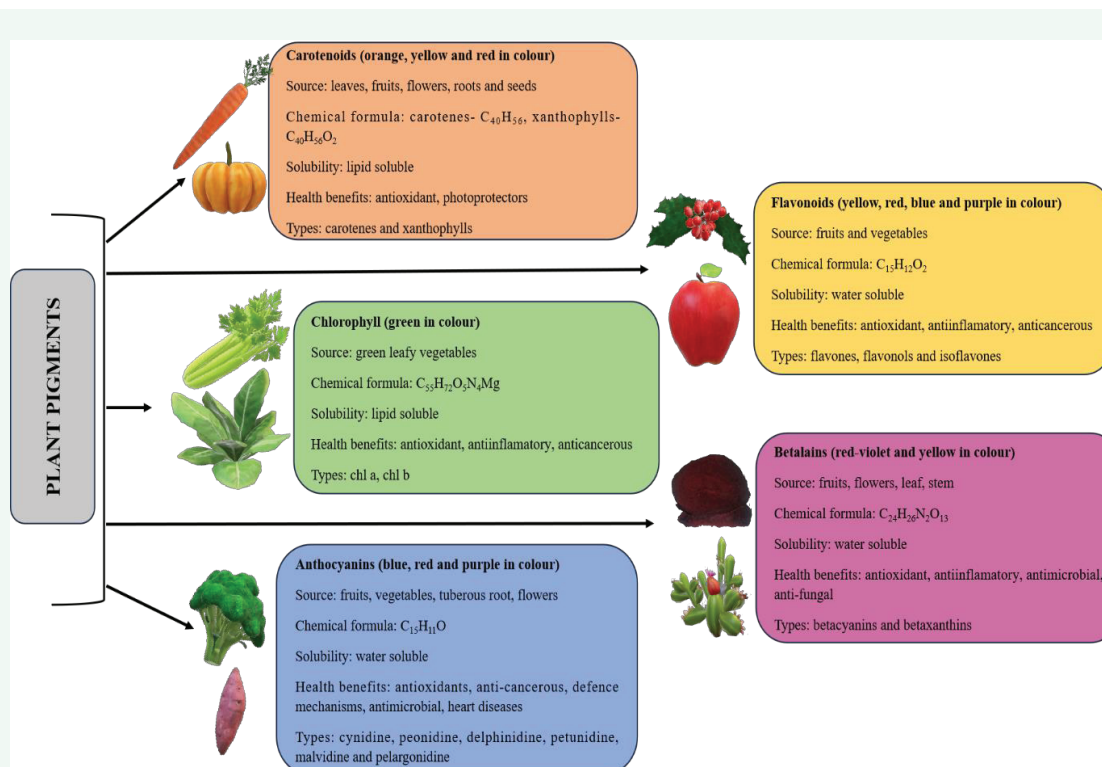 PLANT PIGMENTS
Carotenoids (orange, yellow and red in colour)
Source: leaves, fruits, flowers, roots and seeds
Chemical formula: carotenes- C₄₀H₅₆, xanthophylls-
C₄₀H₅₆O₂
Solubility: lipid soluble
Health benefits: antioxidant, photoprotectors
Types: carotenes and xanthophylls
Flavonoids (yellow, red, blue and purple in colour)
Source: fruits and vegetables
Chemical formula: C₁₅H₁₂O₂
Solubility: water soluble
Health benefits: antioxidant, antiinflamatory, anticancerous
Types: flavones, flavonols and isoflavones
Chlorophyll (green in colour)
Source: green leafy vegetables
Chemical formula: C₅₅H₇₂O₅N₄Mg
Solubility: lipid soluble
Health benefits: antioxidant, antiinflamatory, anticancerous
Types: chl a, chl b
Betalains (red-violet and yellow in colour)
Source: fruits, flowers, leaf, stem
Chemical formula: C₂₄H₂₆N₂O₁₃
Solubility: water soluble
Health benefits: antioxidant, antiinflamatory, antimicrobial,
anti-fungal
Types: betacyanins and betaxanthins
Anthocyanins (blue, red and purple in colour)
Source: fruits, vegetables, tuberous root, flowers
Chemical formula: C₁₅H₁₁O
Solubility: water soluble
Health benefits: antioxidants, anti-cancerous, defence
mechanisms, antimicrobial, heart diseases
Types: cynidine, peonidine, delphinidine, petunidine,
malvidine and pelargonidine